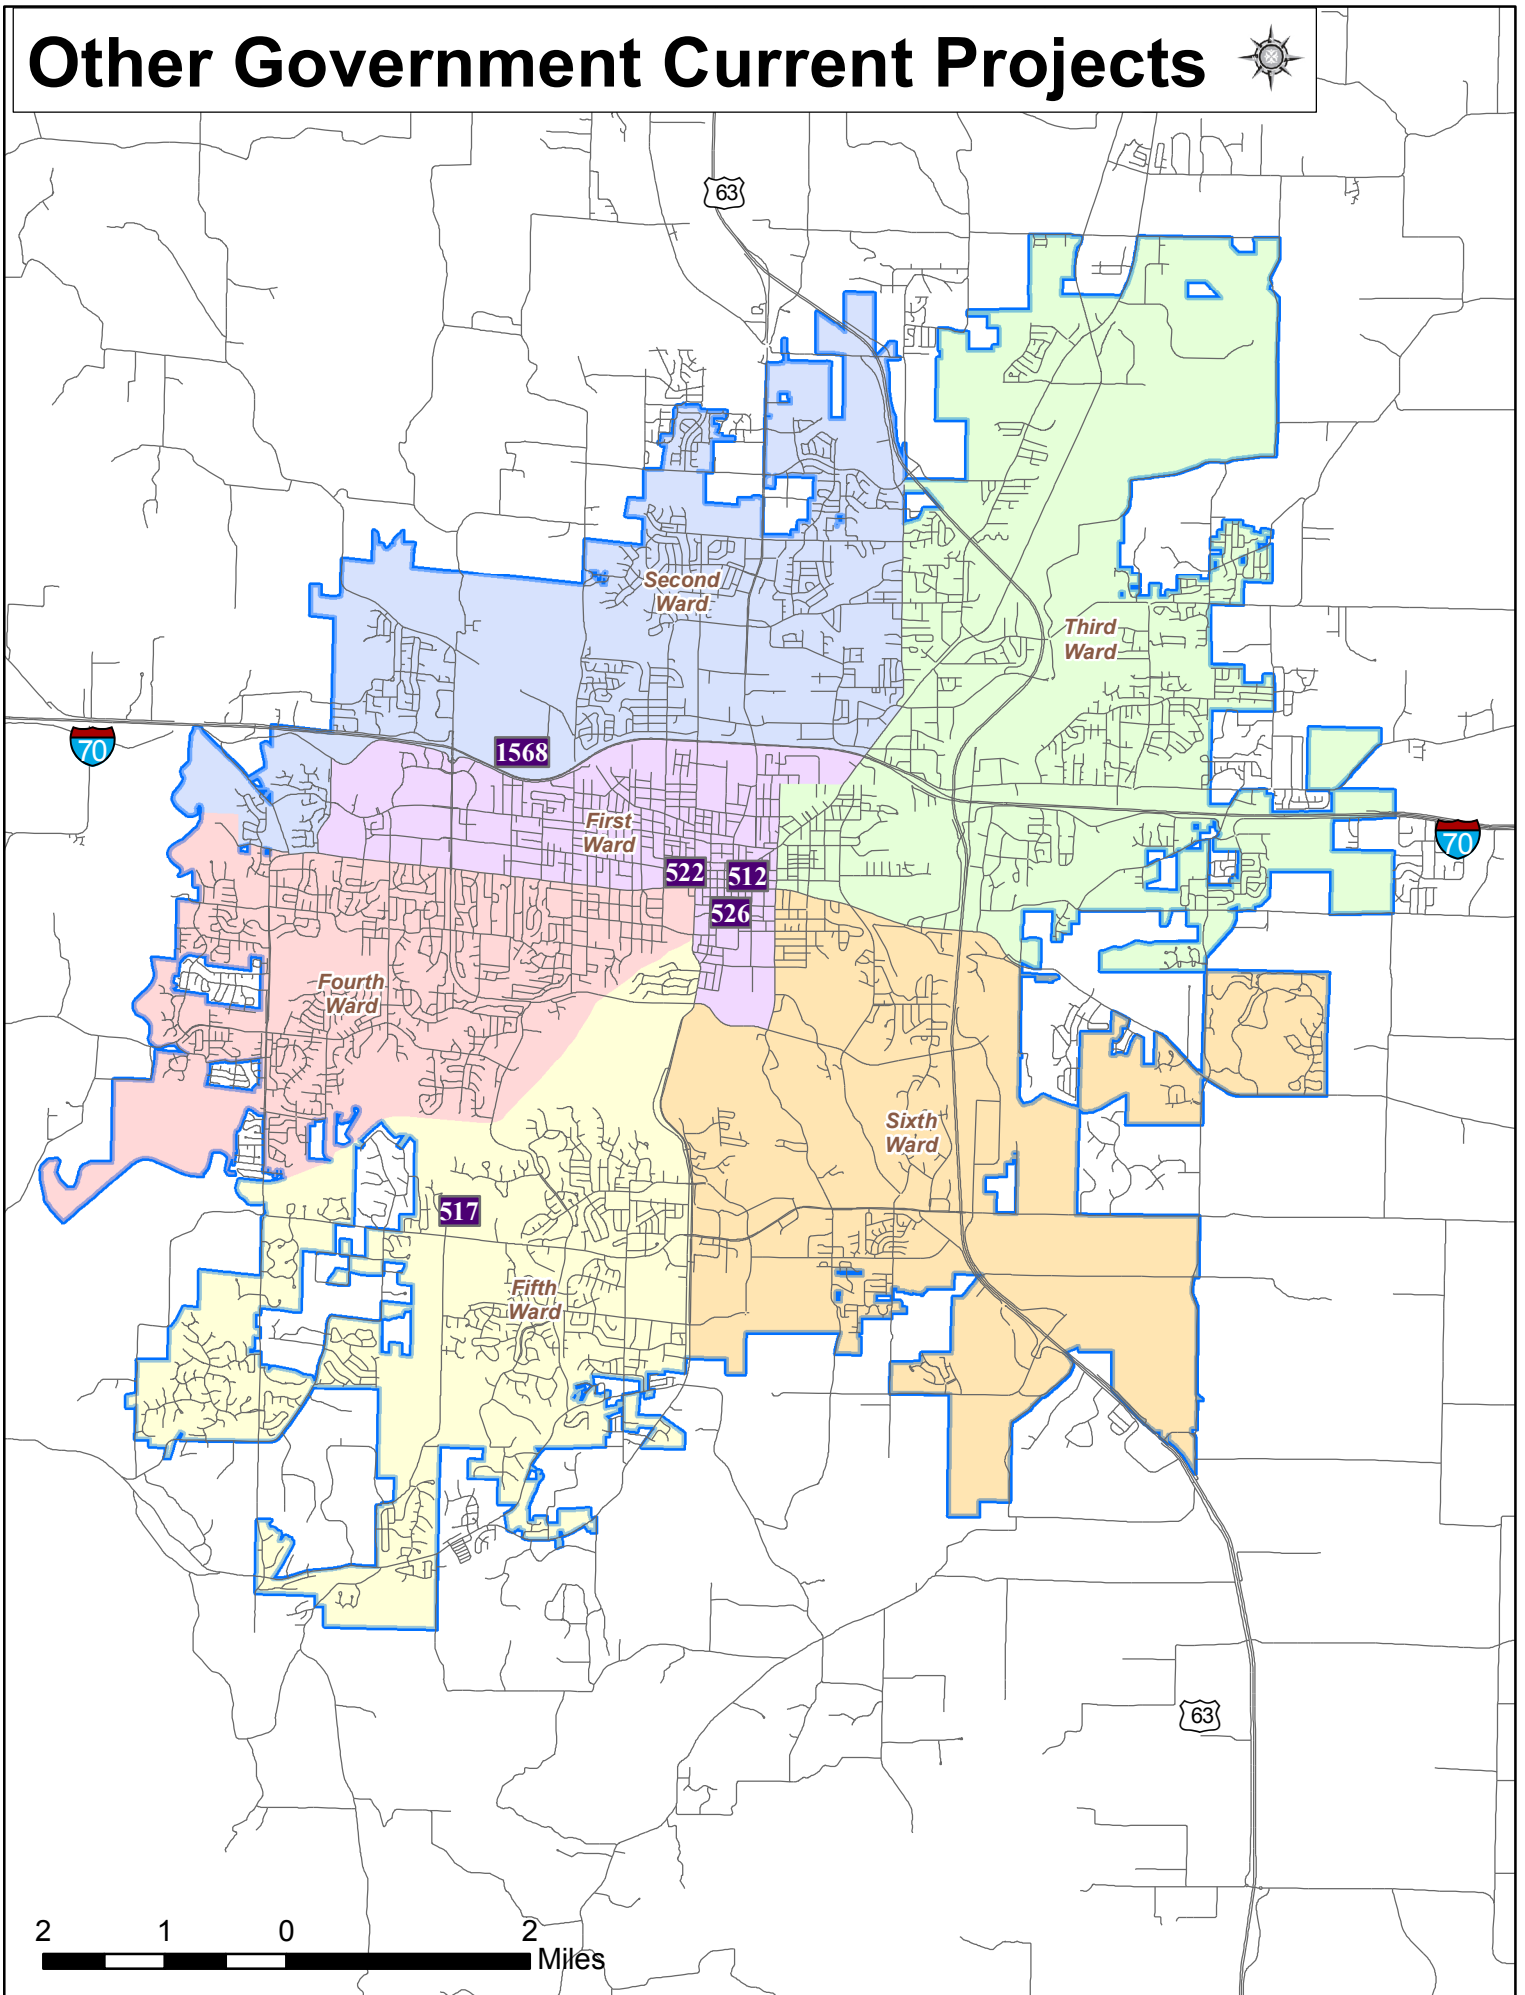 Other Government Current Projects
63
Second
Ward
Third
Ward
70
1568
First
Ward
70
522
512
526
Fourth
Ward
Sixth
Ward
517
Fifth
Ward
63
2 1 0 2
Miles